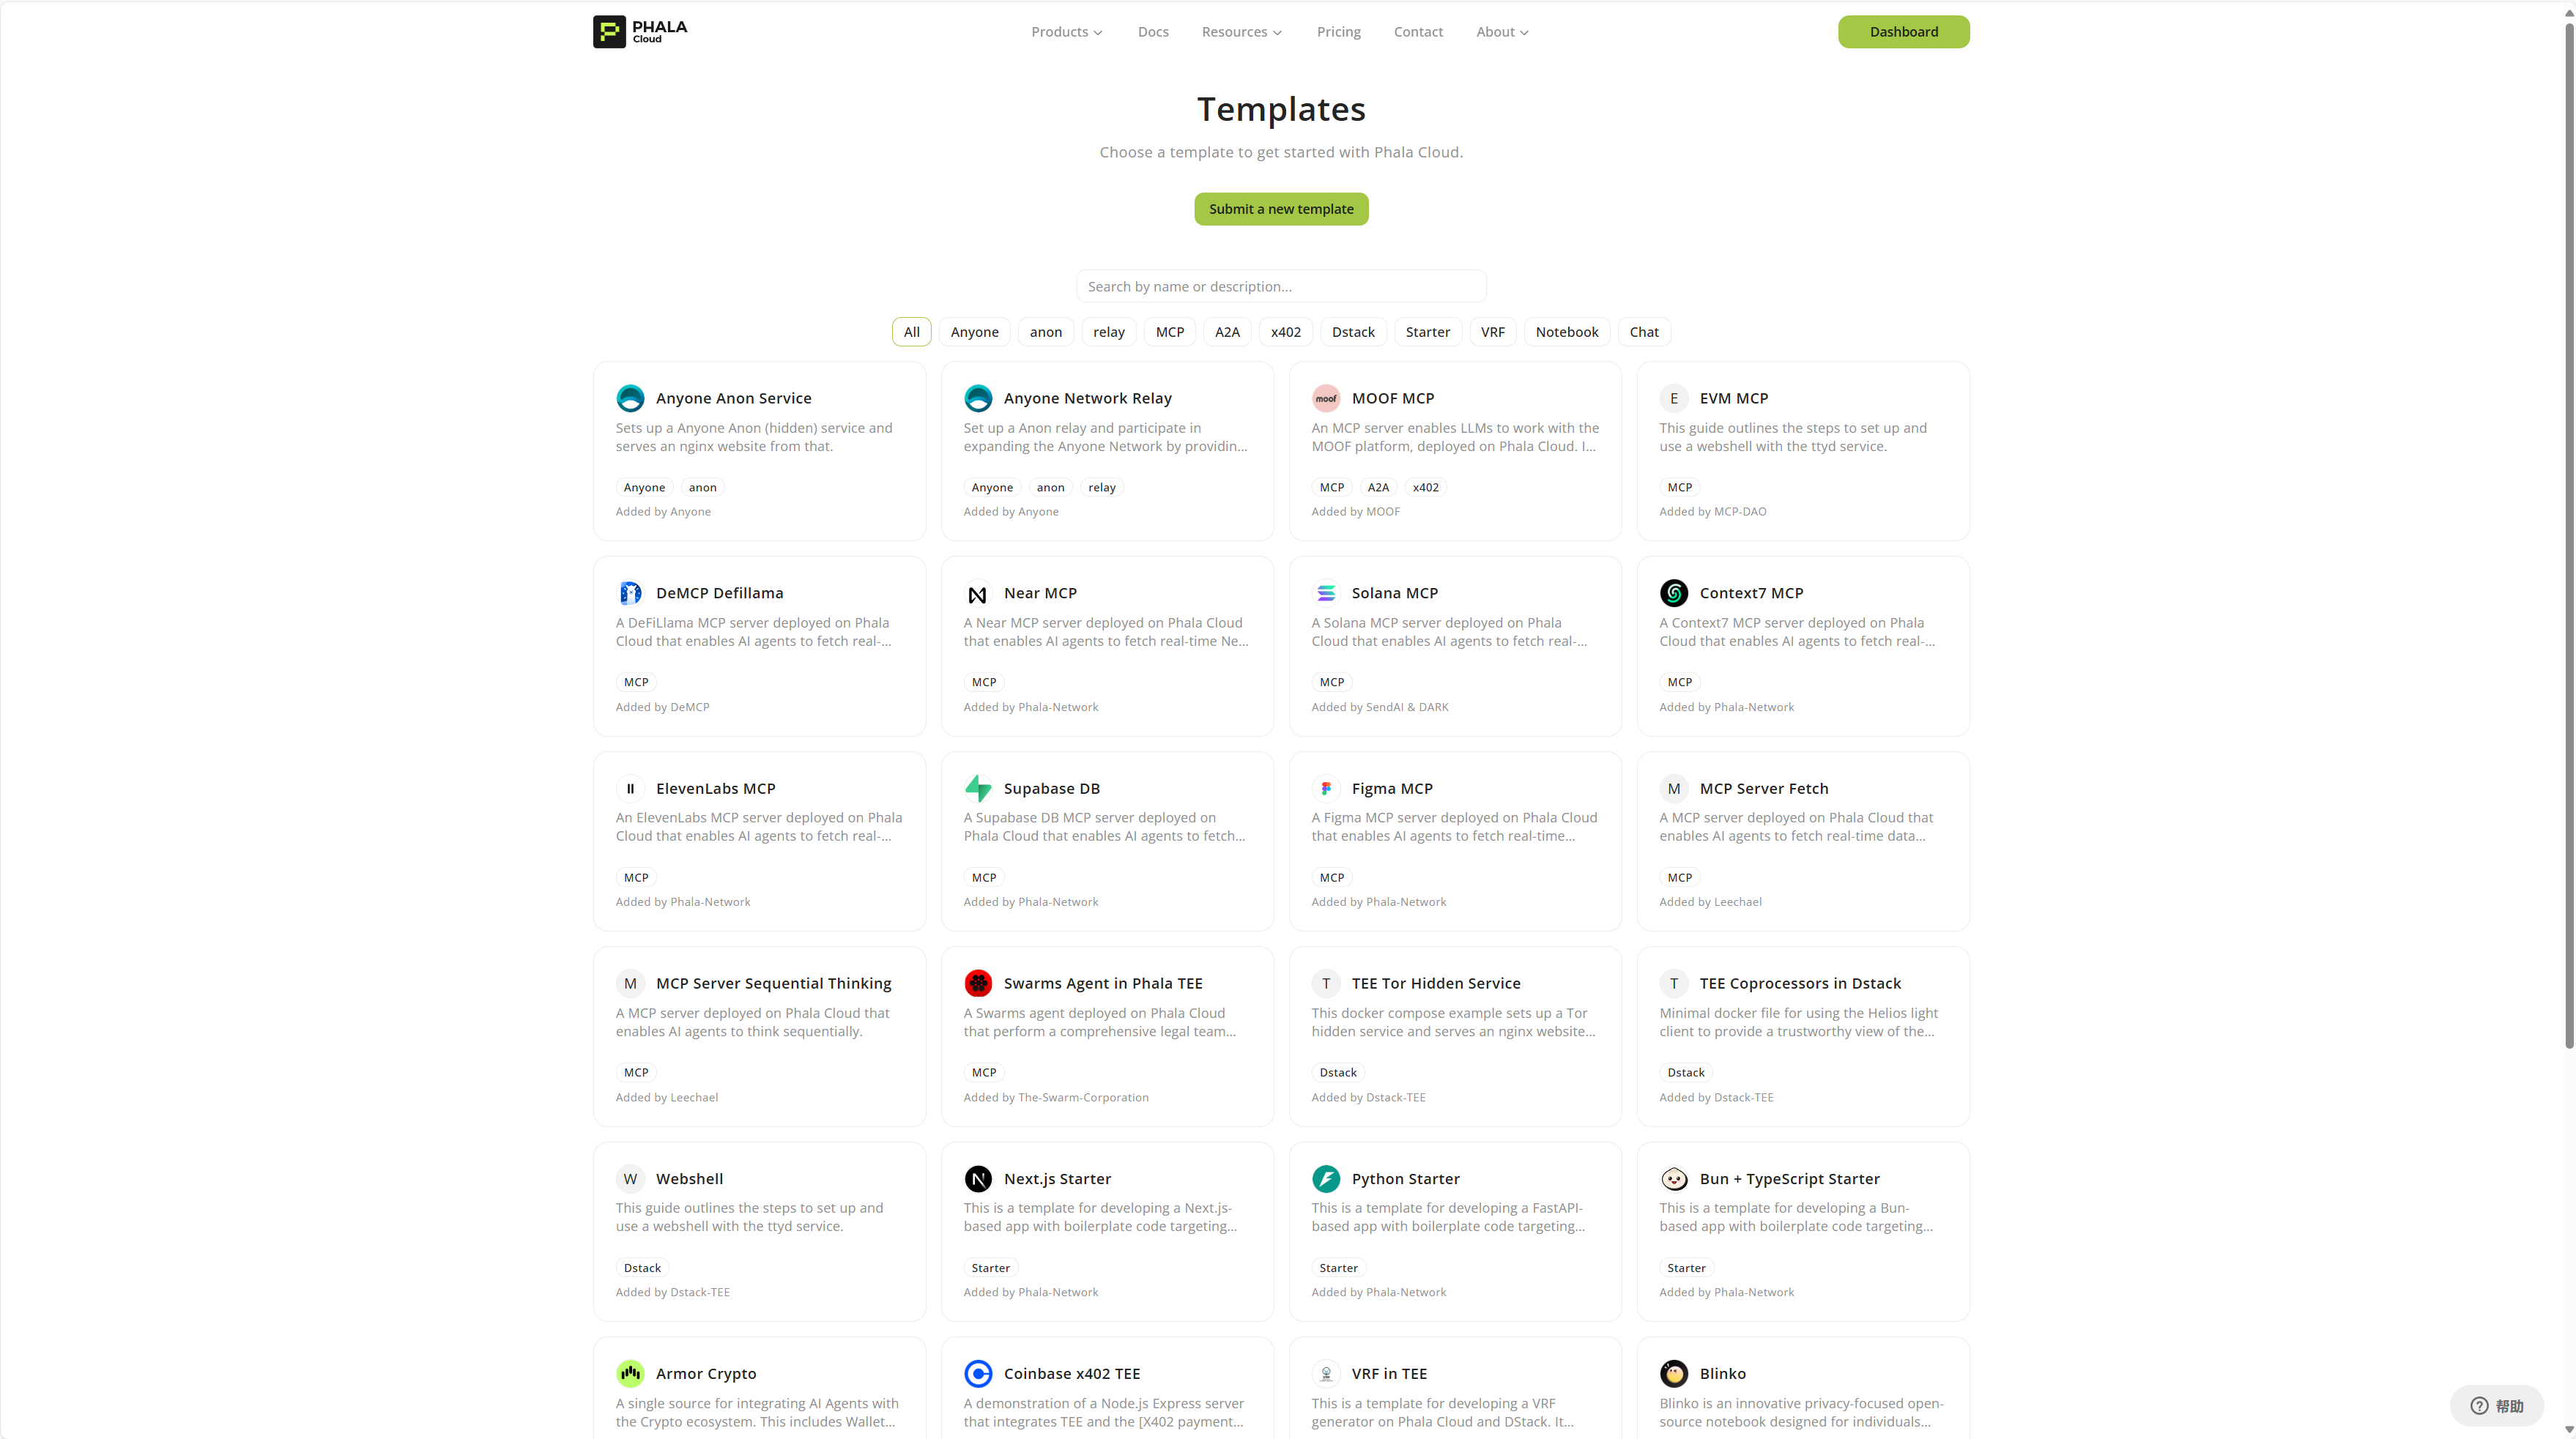 PHALA
Cloud
Products
Docs
Resources
Pricing
Contact
About
Dashboard
Templates
Choose a template to get started with Phala Cloud.
Submit a new template
Search by name or description...
All
Anyone
anon
relay
MCP
A2A
x402
Dstack
Starter
VRF
Notebook
Chat
Anyone Anon Service
Sets up a Anyone Anon (hidden) service and
serves an nginx website from that.
Anyone
anon
Added by Anyone
Anyone Network Relay
Set up a Anon relay and participate in
expanding the Anyone Network by providin...
Anyone
anon
relay
Added by Anyone
moof
MOOF MCP
An MCP server enables LLMs to work with the
MOOF platform, deployed on Phala Cloud. I...
MCP
A2A
x402
Added by MOOF
E
EVM MCP
This guide outlines the steps to set up and
use a webshell with the ttyd service.
MCP
Added by MCP-DAO
DeMCP Defillama
A DeFiLlama MCP server deployed on Phala
Cloud that enables AI agents to fetch real-...
MCP
Added by DeMCP
Near MCP
A Near MCP server deployed on Phala Cloud
that enables AI agents to fetch real-time Ne...
MCP
Added by Phala-Network
Solana MCP
A Solana MCP server deployed on Phala
Cloud that enables AI agents to fetch real-...
MCP
Added by SendAI & DARK
Context7 MCP
A Context7 MCP server deployed on Phala
Cloud that enables AI agents to fetch real-...
MCP
Added by Phala-Network
ElevenLabs MCP
An ElevenLabs MCP server deployed on Phala
Cloud that enables AI agents to fetch real-...
MCP
Added by Phala-Network
Supabase DB
A Supabase DB MCP server deployed on
Phala Cloud that enables AI agents to fetch...
MCP
Added by Phala-Network
Figma MCP
A Figma MCP server deployed on Phala Cloud
that enables AI agents to fetch real-time...
MCP
Added by Phala-Network
M
MCP Server Fetch
A MCP server deployed on Phala Cloud that
enables AI agents to fetch real-time data...
MCP
Added by Leechael
M
MCP Server Sequential Thinking
A MCP server deployed on Phala Cloud that
enables AI agents to think sequentially.
MCP
Added by Leechael
Swarms Agent in Phala TEE
A Swarms agent deployed on Phala Cloud
that perform a comprehensive legal team...
MCP
Added by The-Swarm-Corporation
T
TEE Tor Hidden Service
This docker compose example sets up a Tor
hidden service and serves an nginx website...
Dstack
Added by Dstack-TEE
T
TEE Coprocessors in Dstack
Minimal docker file for using the Helios light
client to provide a trustworthy view of the...
Dstack
Added by Dstack-TEE
W
Webshell
This guide outlines the steps to set up and
use a webshell with the ttyd service.
Dstack
Added by Dstack-TEE
Next.js Starter
This is a template for developing a Next.js-
based app with boilerplate code targeting...
Starter
Added by Phala-Network
Python Starter
This is a template for developing a FastAPI-
based app with boilerplate code targeting...
Starter
Added by Phala-Network
Bun + TypeScript Starter
This is a template for developing a Bun-
based app with boilerplate code targeting...
Starter
Added by Phala-Network
Armor Crypto
A single source for integrating AI Agents with
the Crypto ecosystem. This includes Wallet...
Coinbase x402 TEE
A demonstration of a Node.js Express server
that integrates TEE and the [X402 payment...
VRF in TEE
This is a template for developing a VRF
generator on Phala Cloud and DStack. It...
Blinko
Blinko is an innovative privacy-focused open-
source notebook designed for individuals...
帮助